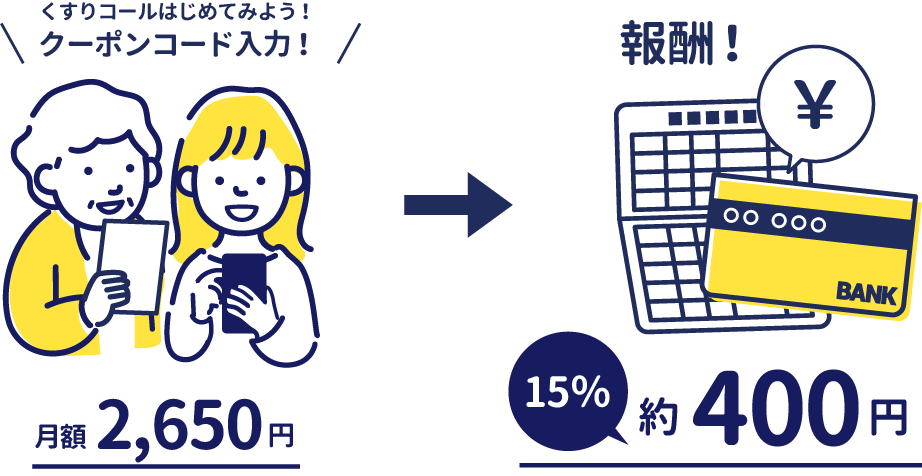 くすりコールはじめてみよう！
クーポンコード入力！
報酬！
¥
BANK
月額2,650円
15% 約400円